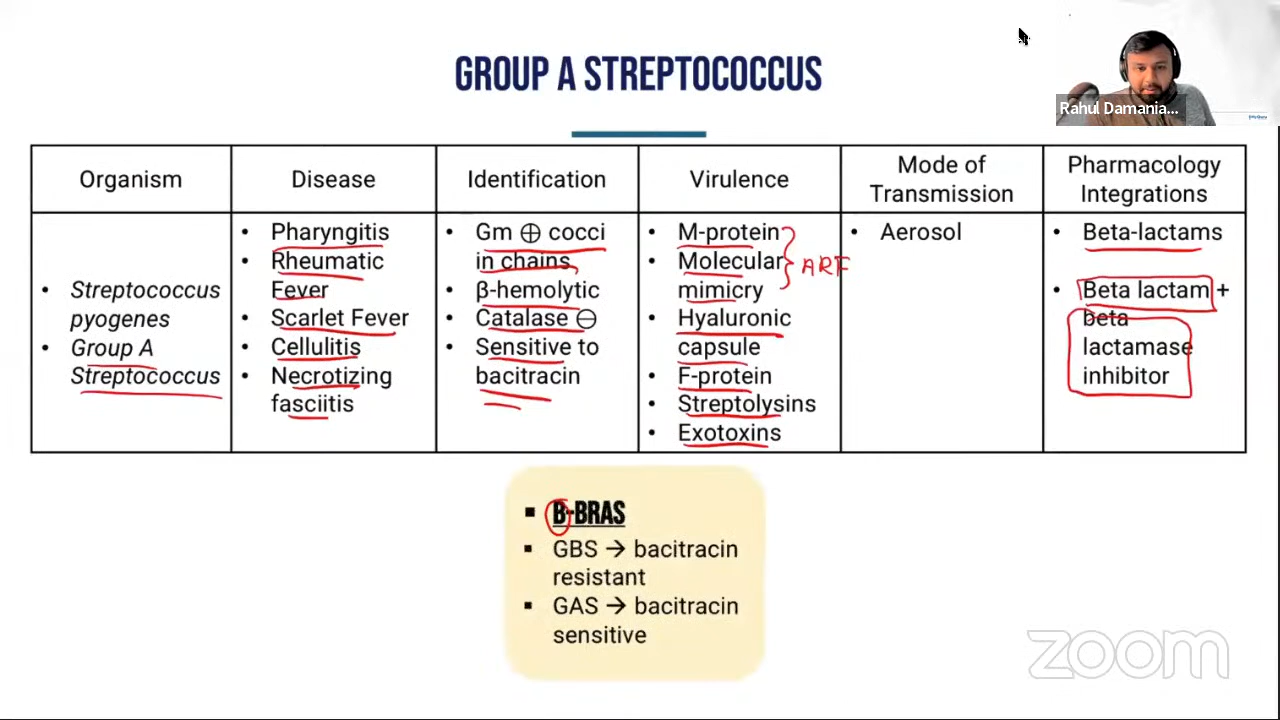 GROUP A STREPTOCOCCUS
Rahul Damania...
Organism
Disease
Identification
Virulence
Mode of
Transmission
Pharmacology
Integrations
• Streptococcus
pyogenes
• Group A
Streptococcus
• Pharyngitis
• Rheumatic
Fever
• Scarlet Fever
• Cellulitis
• Necrotizing
fasciitis
• Gm ⊕ cocci
in chains
• β-hemolytic
• Catalase ⊖
• Sensitive to
bacitracin
• M-protein
• Molecular
mimicry
• Hyaluronic
capsule
• F-protein
• Streptolysins
• Exotoxins
ARF
• Aerosol
• Beta-lactams
• Beta lactam +
beta
lactamase
inhibitor
▪ B-BRAS
▪ GBS → bacitracin
resistant
▪ GAS → bacitracin
sensitive
zoom